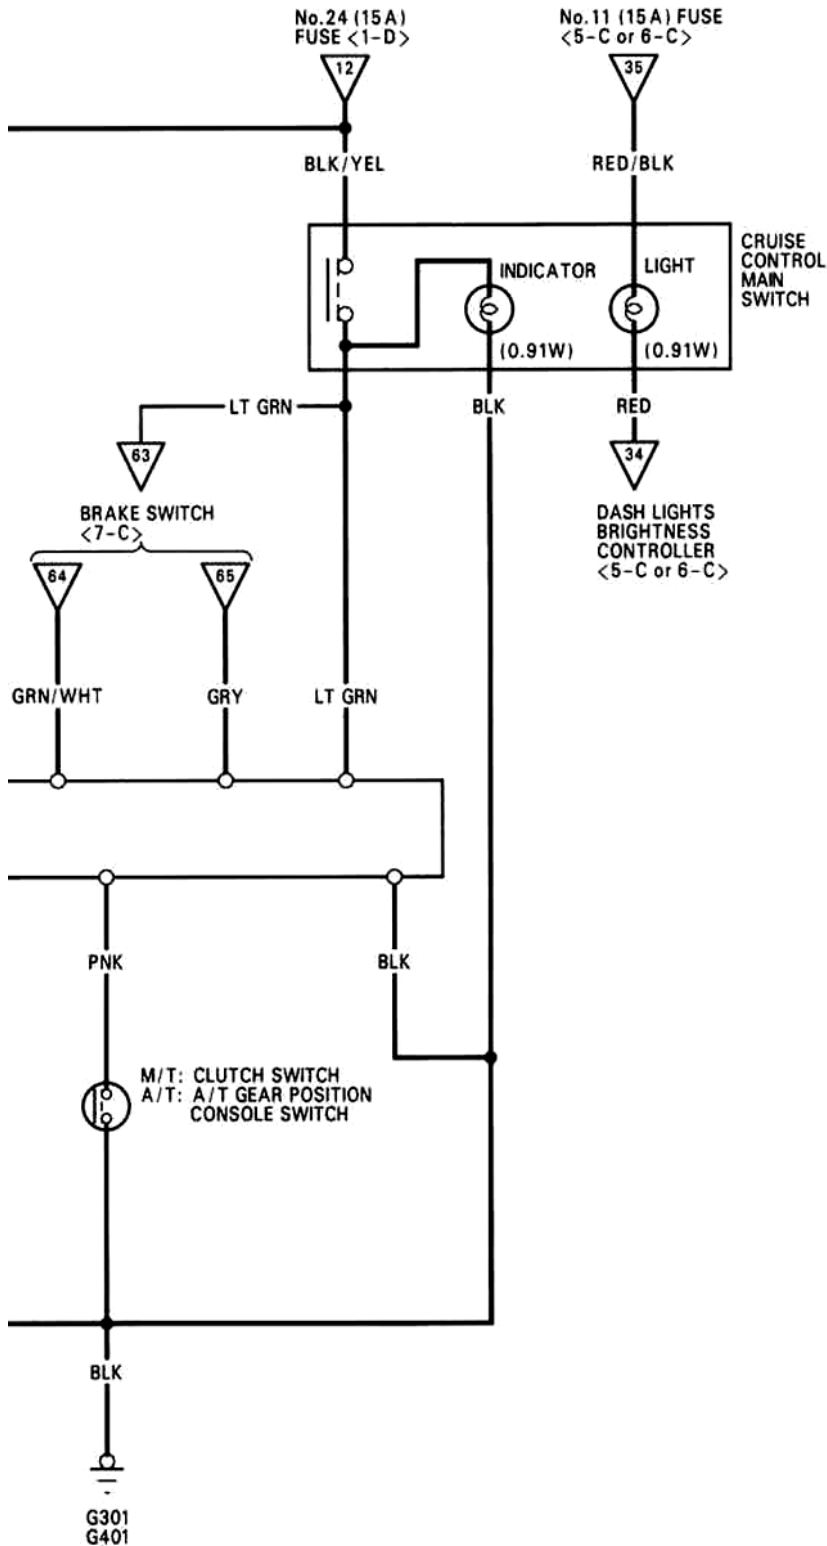 No.24 (15A)
FUSE <1-D>
No.11 (15A) FUSE
<5-C or 6-C>
12
35
BLK/YEL
RED/BLK
CRUISE
CONTROL
MAIN
SWITCH
INDICATOR
LIGHT
(0.91W)
(0.91W)
LT GRN
BLK
RED
63
34
BRAKE SWITCH
<7-C>
DASH LIGHTS
BRIGHTNESS
CONTROLLER
<5-C or 6-C>
64
65
GRN/WHT
GRY
LT GRN
PNK
BLK
M/T: CLUTCH SWITCH
A/T: A/T GEAR POSITION
CONSOLE SWITCH
BLK
G301
G401